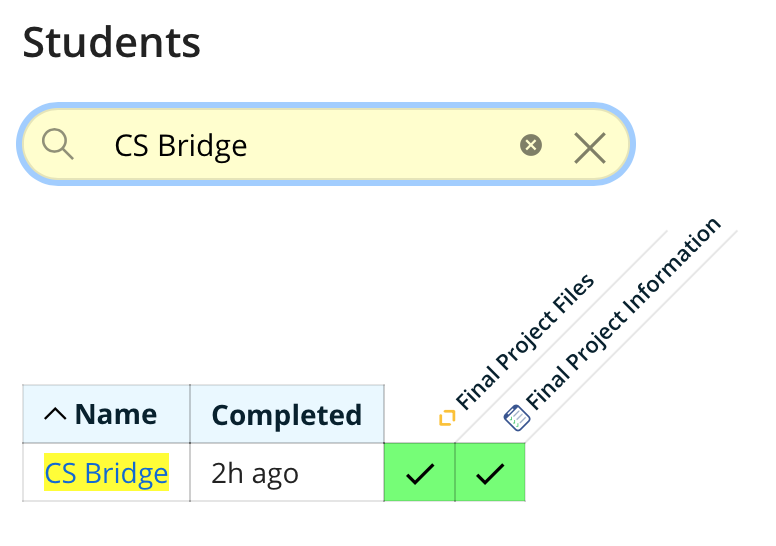 Students
CS Bridge
Final Project Files
Final Project Information
Name
Completed
CS Bridge
2h ago